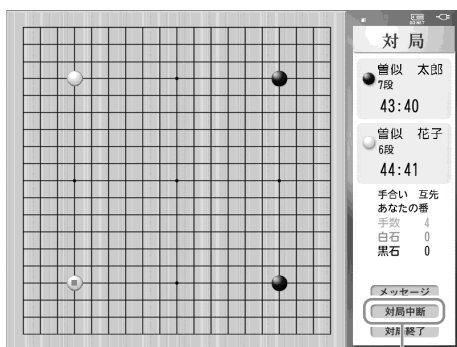 対局
曽似 太郎
7段
43:40
曽似 花子
6段
44:41
手合い 互先
あなたの番
手数 4
白石 0
黒石 0
メッセージ
対局中断
対局終了